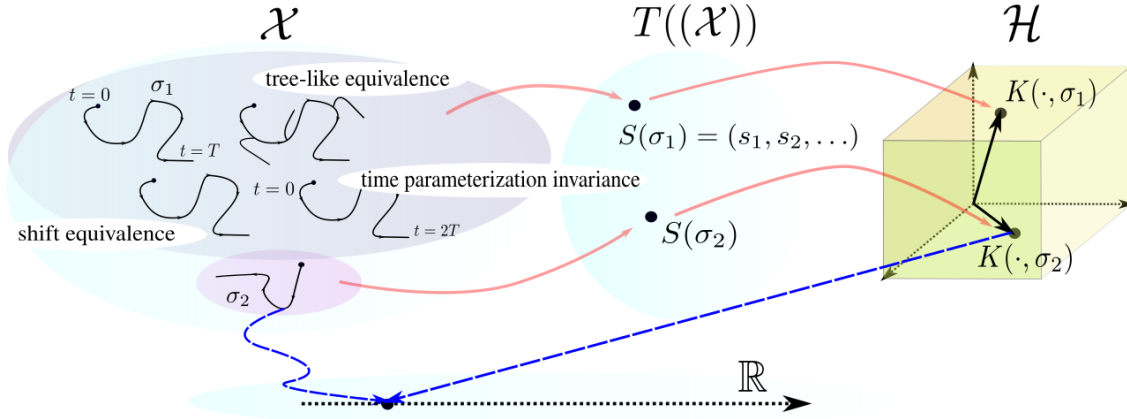 𝒳
T((𝒳))
ℋ
tree-like equivalence
t = 0
σ₁
t = T
K(·, σ₁)
S(σ₁) = (s₁, s₂, …)
t = 0
time parameterization invariance
shift equivalence
t = 2T
S(σ₂)
K(·, σ₂)
σ₂
ℝ